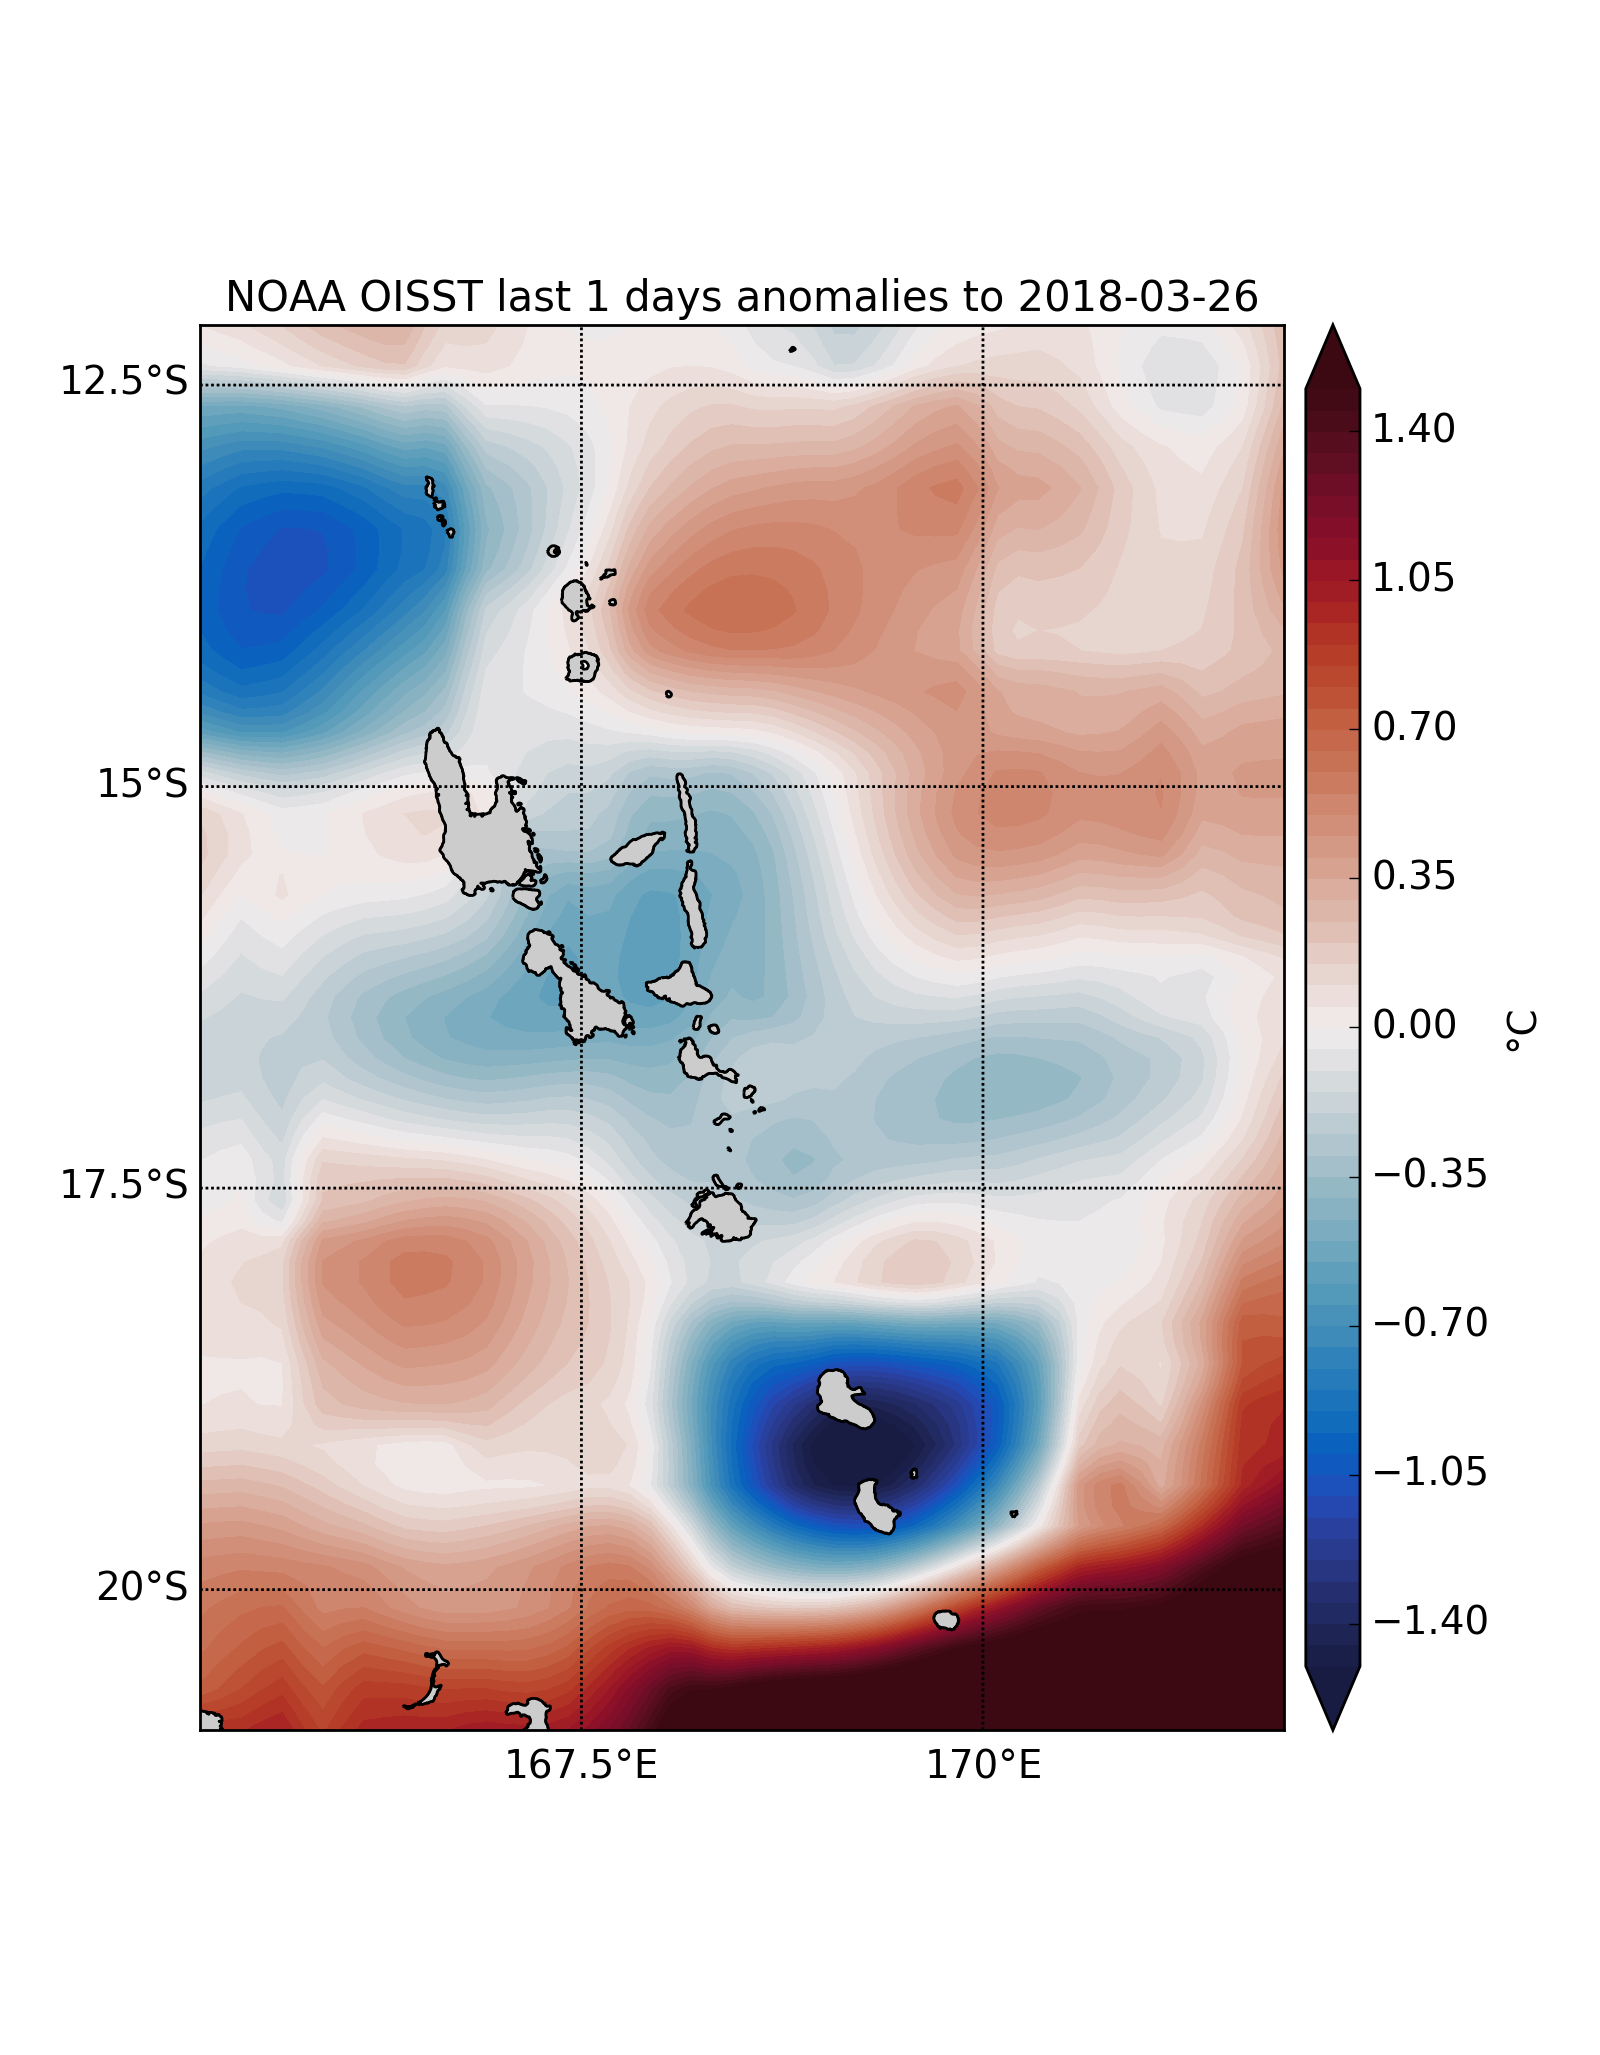 NOAA OISST last 1 days anomalies to 2018-03-26
12.5°S
15°S
17.5°S
20°S
167.5°E
170°E
1.40
1.05
0.70
0.35
0.00
−0.35
−0.70
−1.05
−1.40
°C